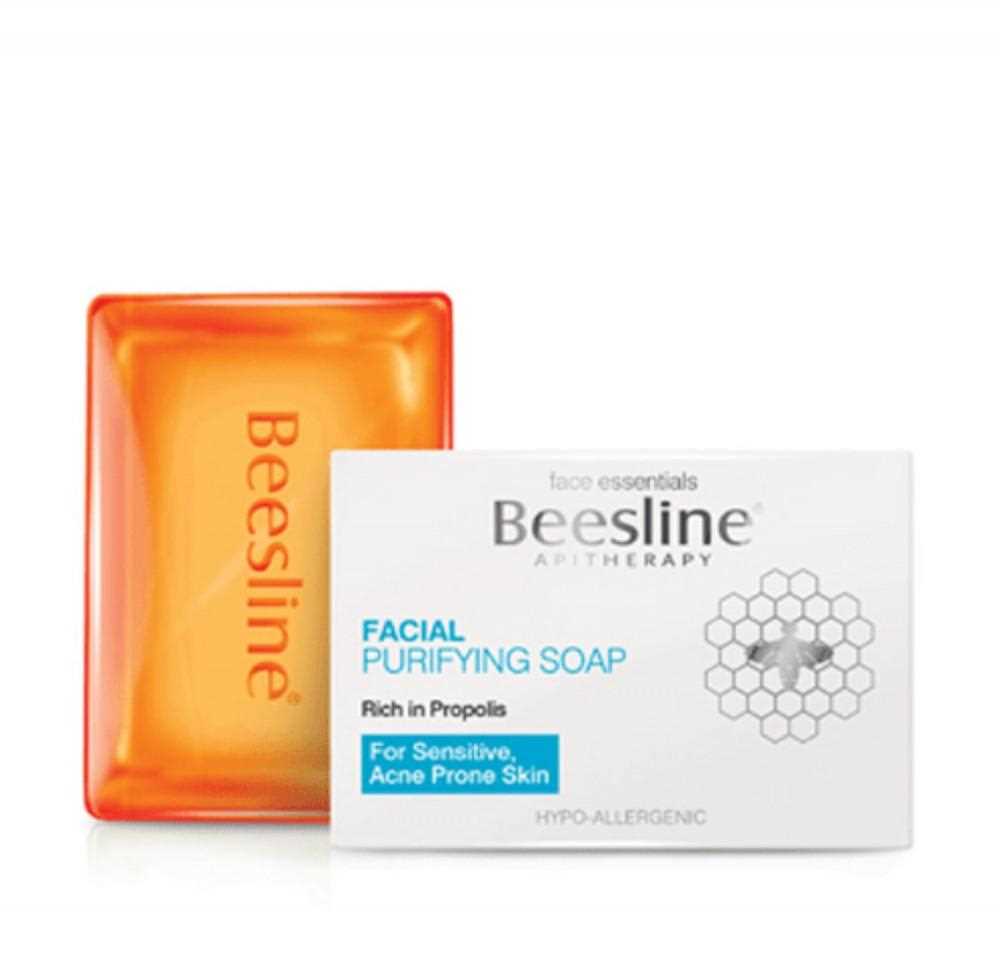 Beesline®
face essentials
Beesline®
APITHERAPY
FACIAL
PURIFYING SOAP
Rich in Propolis
For Sensitive,
Acne Prone Skin
HYPO-ALLERGENIC